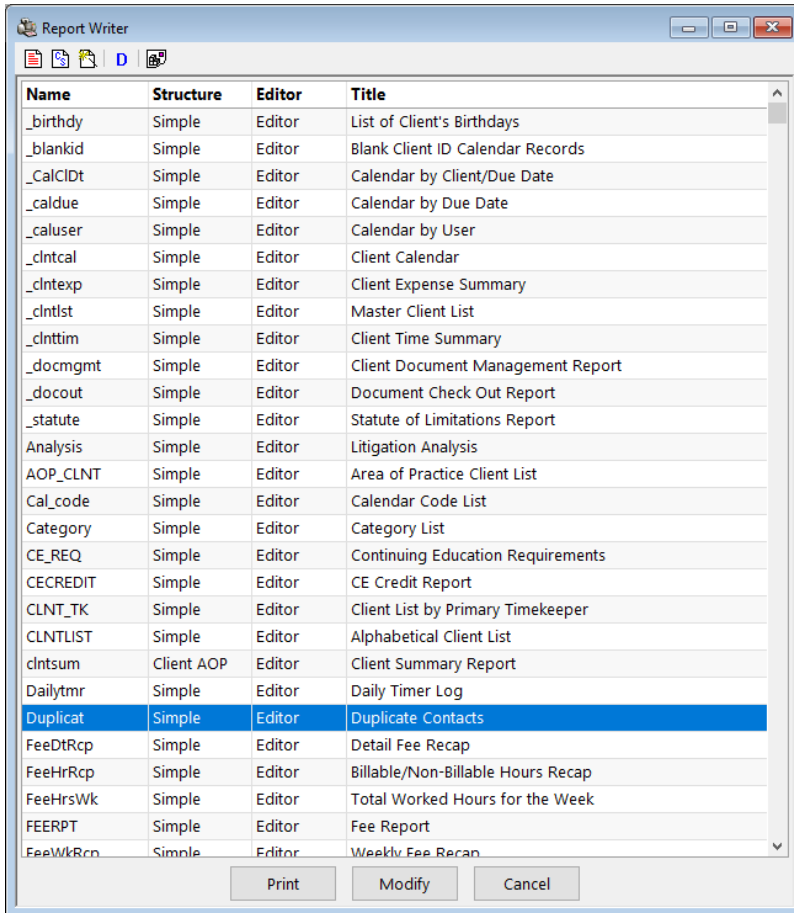 Report Writer
D
Name Structure Editor Title
_birthdy Simple Editor List of Client's Birthdays
_blankid Simple Editor Blank Client ID Calendar Records
_CalClDt Simple Editor Calendar by Client/Due Date
_caldue Simple Editor Calendar by Due Date
_caluser Simple Editor Calendar by User
_clntcal Simple Editor Client Calendar
_clntexp Simple Editor Client Expense Summary
_clntlst Simple Editor Master Client List
_clnttim Simple Editor Client Time Summary
_docmgmt Simple Editor Client Document Management Report
_docout Simple Editor Document Check Out Report
_statute Simple Editor Statute of Limitations Report
Analysis Simple Editor Litigation Analysis
AOP_CLNT Simple Editor Area of Practice Client List
Cal_code Simple Editor Calendar Code List
Category Simple Editor Category List
CE_REQ Simple Editor Continuing Education Requirements
CECREDIT Simple Editor CE Credit Report
CLNT_TK Simple Editor Client List by Primary Timekeeper
CLNTLIST Simple Editor Alphabetical Client List
clntsum Client AOP Editor Client Summary Report
Dailytmr Simple Editor Daily Timer Log
Duplicat Simple Editor Duplicate Contacts
FeeDtRcp Simple Editor Detail Fee Recap
FeeHrRcp Simple Editor Billable/Non-Billable Hours Recap
FeeHrsWk Simple Editor Total Worked Hours for the Week
FEERPT Simple Editor Fee Report
FeeWkRcp Simple Editor Weekly Fee Recap
Print Modify Cancel